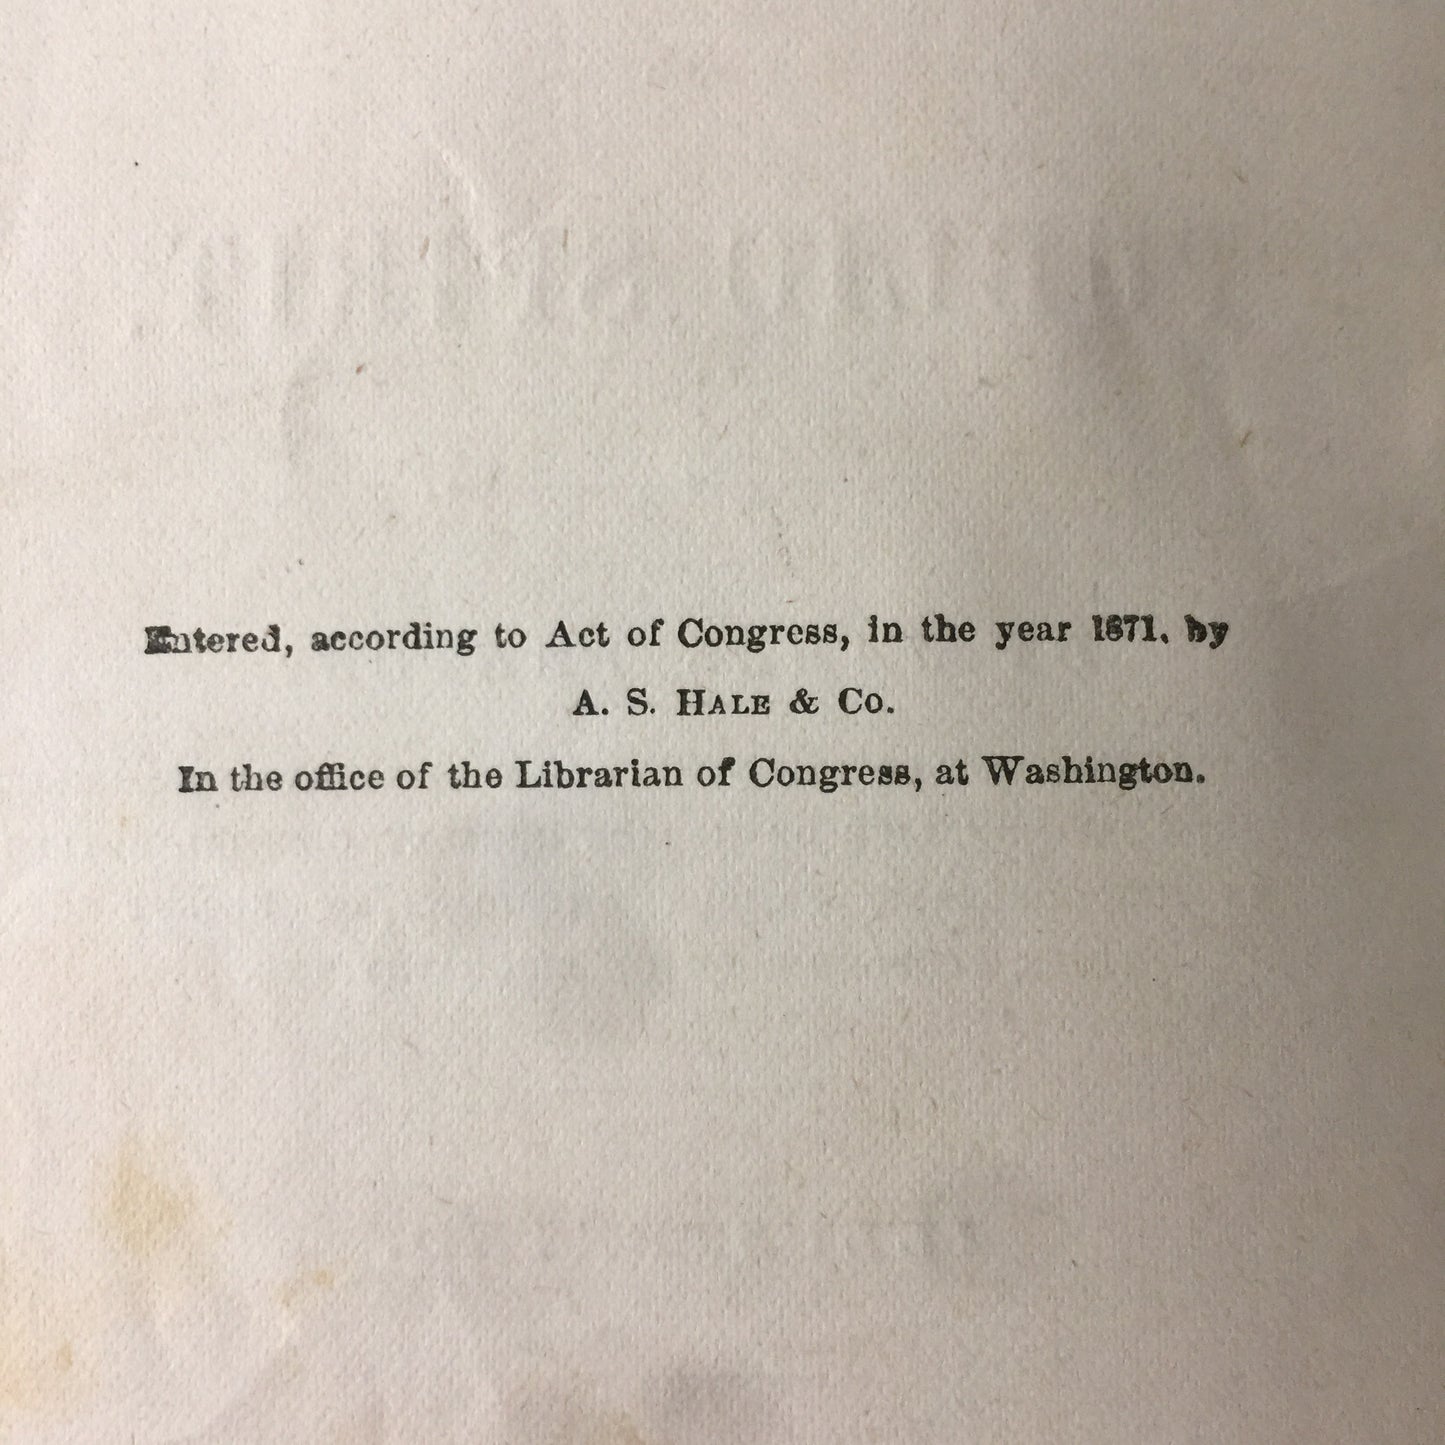 Entered, according to Act of Congress, in the year 1871, by
A. S. HALE & Co.
In the office of the Librarian of Congress, at Washington.